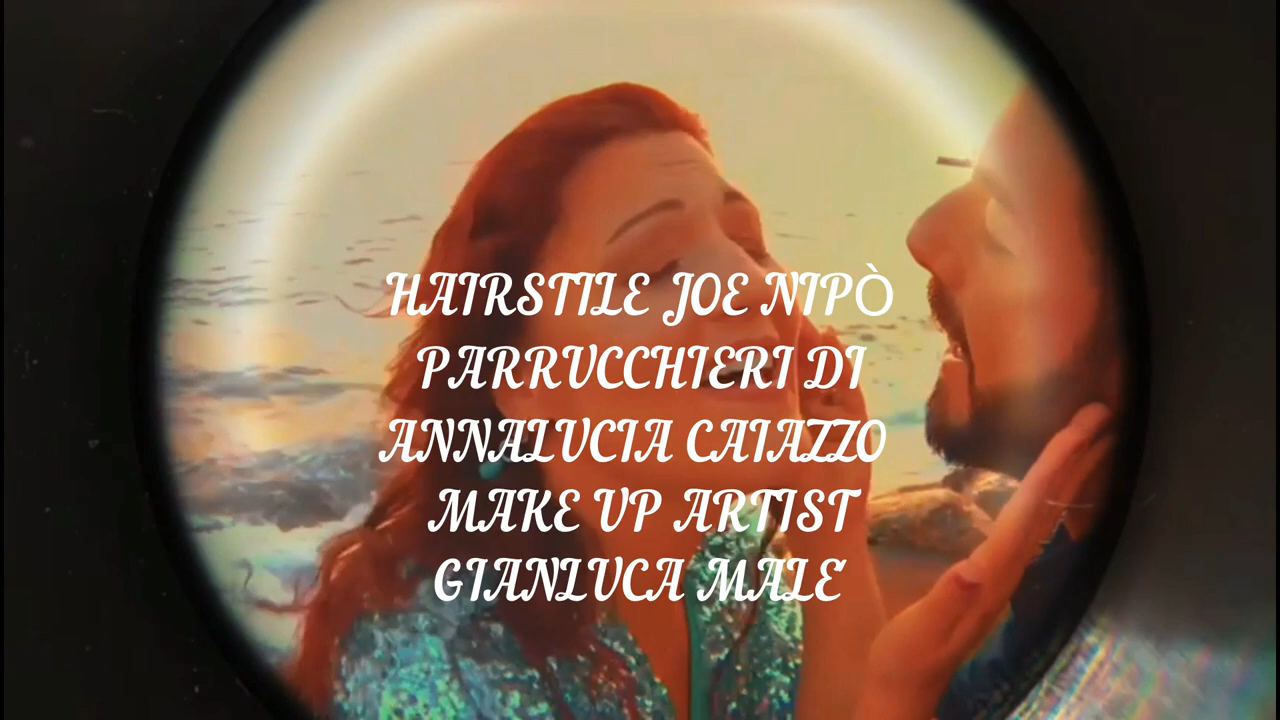 HAIRSTILE JOE NIPÒ
PARRUCCHIERI DI
ANNALUCIA CAIAZZO
MAKE UP ARTIST
GIANLUCA MALE